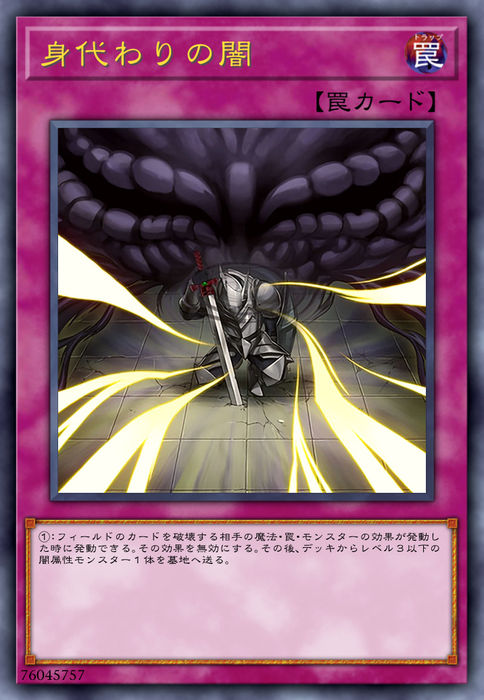 身代わりの闇
トラップ
罠
【罠カード】
①:フィールドのカードを破壊する相手の魔法・罠・モンスターの効果が発動し
た時に発動できる。その効果を無効にする。その後、デッキからレベル３以下の
闇属性モンスター１体を墓地へ送る。
76045757